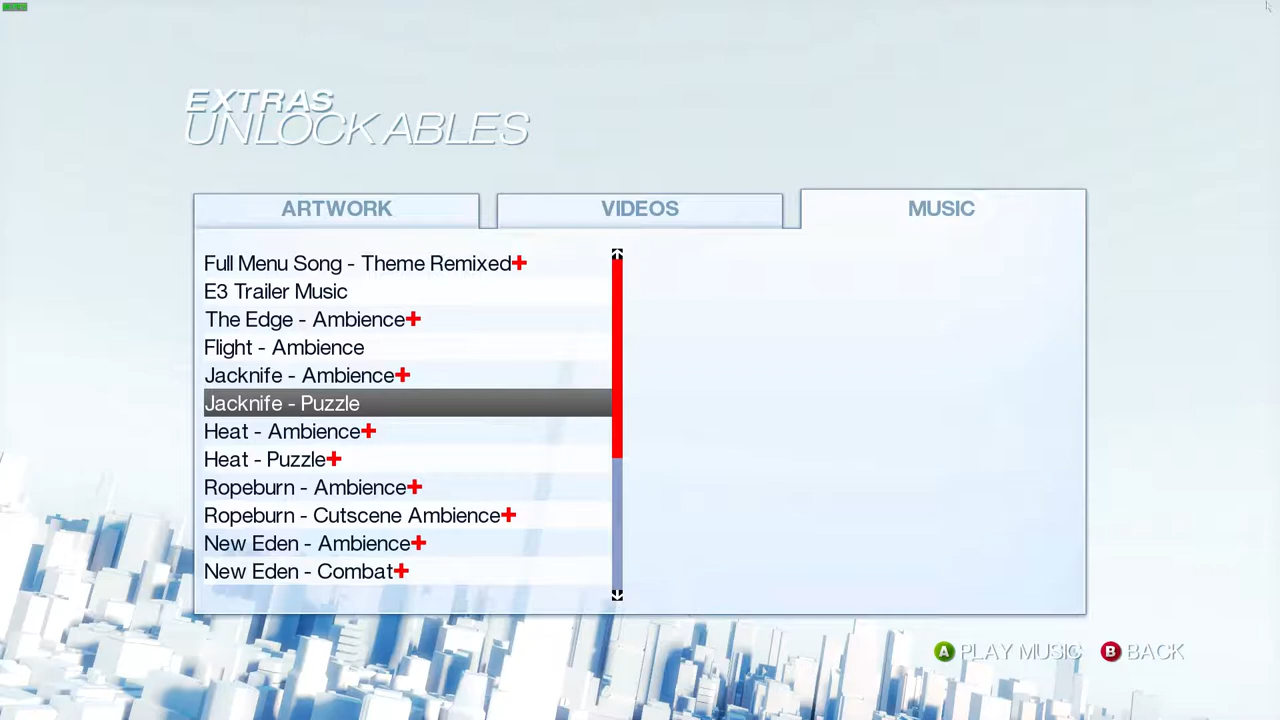 EXTRAS
UNLOCKABLES
ARTWORK VIDEOS MUSIC
Full Menu Song - Theme Remixed+
E3 Trailer Music
The Edge - Ambience+
Flight - Ambience
Jacknife - Ambience+
Jacknife - Puzzle
Heat - Ambience+
Heat - Puzzle+
Ropeburn - Ambience+
Ropeburn - Cutscene Ambience+
New Eden - Ambience+
New Eden - Combat+
A PLAY MUSIC B BACK